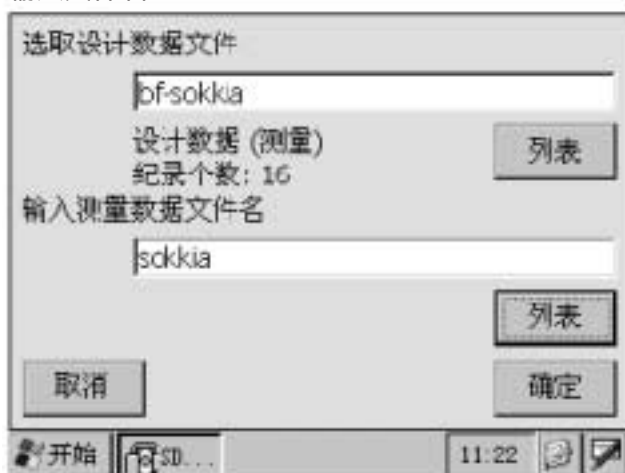 选取设计数据文件
bf-sokkia
设计数据 (测量)
列表
纪录个数: 16
输入测量数据文件名
sokkia
列表
取消
确定
开始
SD...
11:22